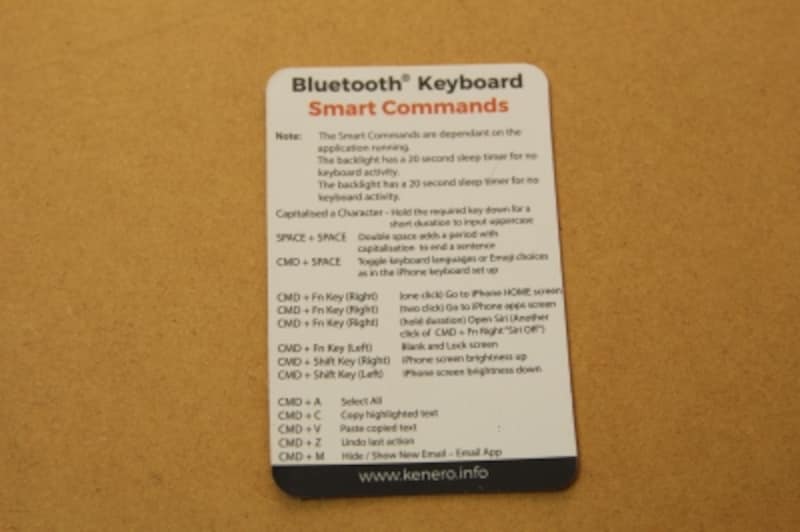 Bluetooth® Keyboard
Smart Commands
Note: The Smart Commands are dependant on the
application running.
The backlight has a 20 second sleep timer for no
keyboard activity.
The backlight has a 20 second sleep timer for no
keyboard activity.
Capitalised a Character - Hold the required key down for a
short duration to input uppercase
SPACE + SPACE Double space adds a period with
capitalisation to end a sentence
CMD + SPACE Toggle keyboard languages or Emoji choices
as in the iPhone keyboard set up
CMD + Fn Key (Right) (one click) Go to iPhone HOME screen
CMD + Fn Key (Right) (two click) Go to iPhone apps screen
CMD + Fn Key (Right) (held duration) Open Siri (Another
click of CMD + Fn Right "Siri Off")
CMD + Fn Key (Left) Blank and Lock screen
CMD + Shift Key (Right) iPhone screen brightness up
CMD + Shift Key (Left) iPhone screen brightness down
CMD + A Select All
CMD + C Copy highlighted text
CMD + V Paste copied text
CMD + Z Undo last action
CMD + M Hide / Show New Email - Email App
www.kenero.info